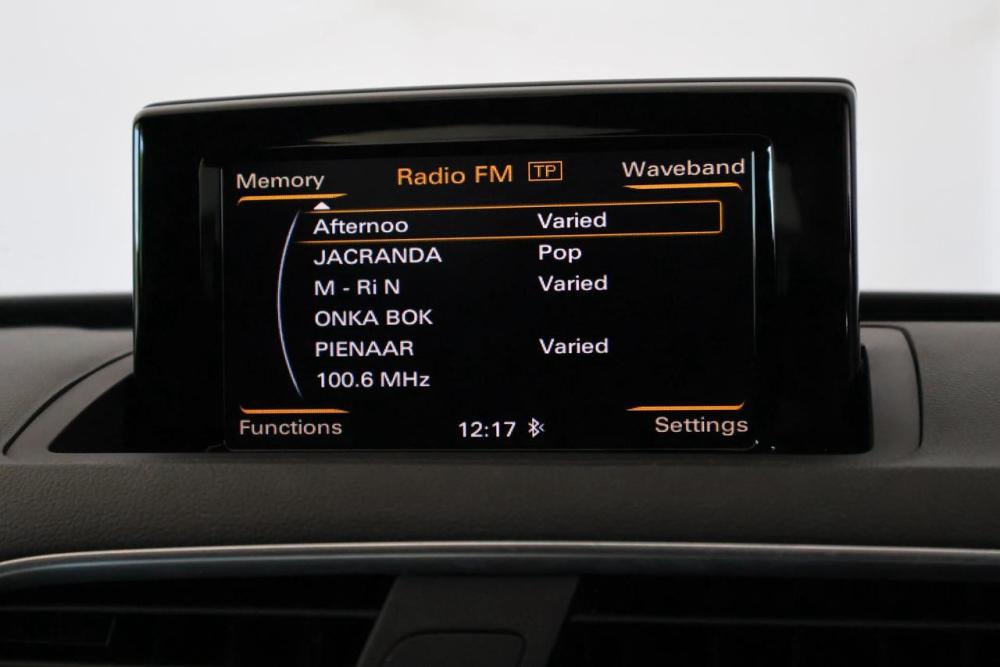 Memory Radio FM TP Waveband
Afternoo Varied
JACRANDA Pop
M - Ri N Varied
ONKA BOK
PIENAAR Varied
100.6 MHz
Functions 12:17 Settings